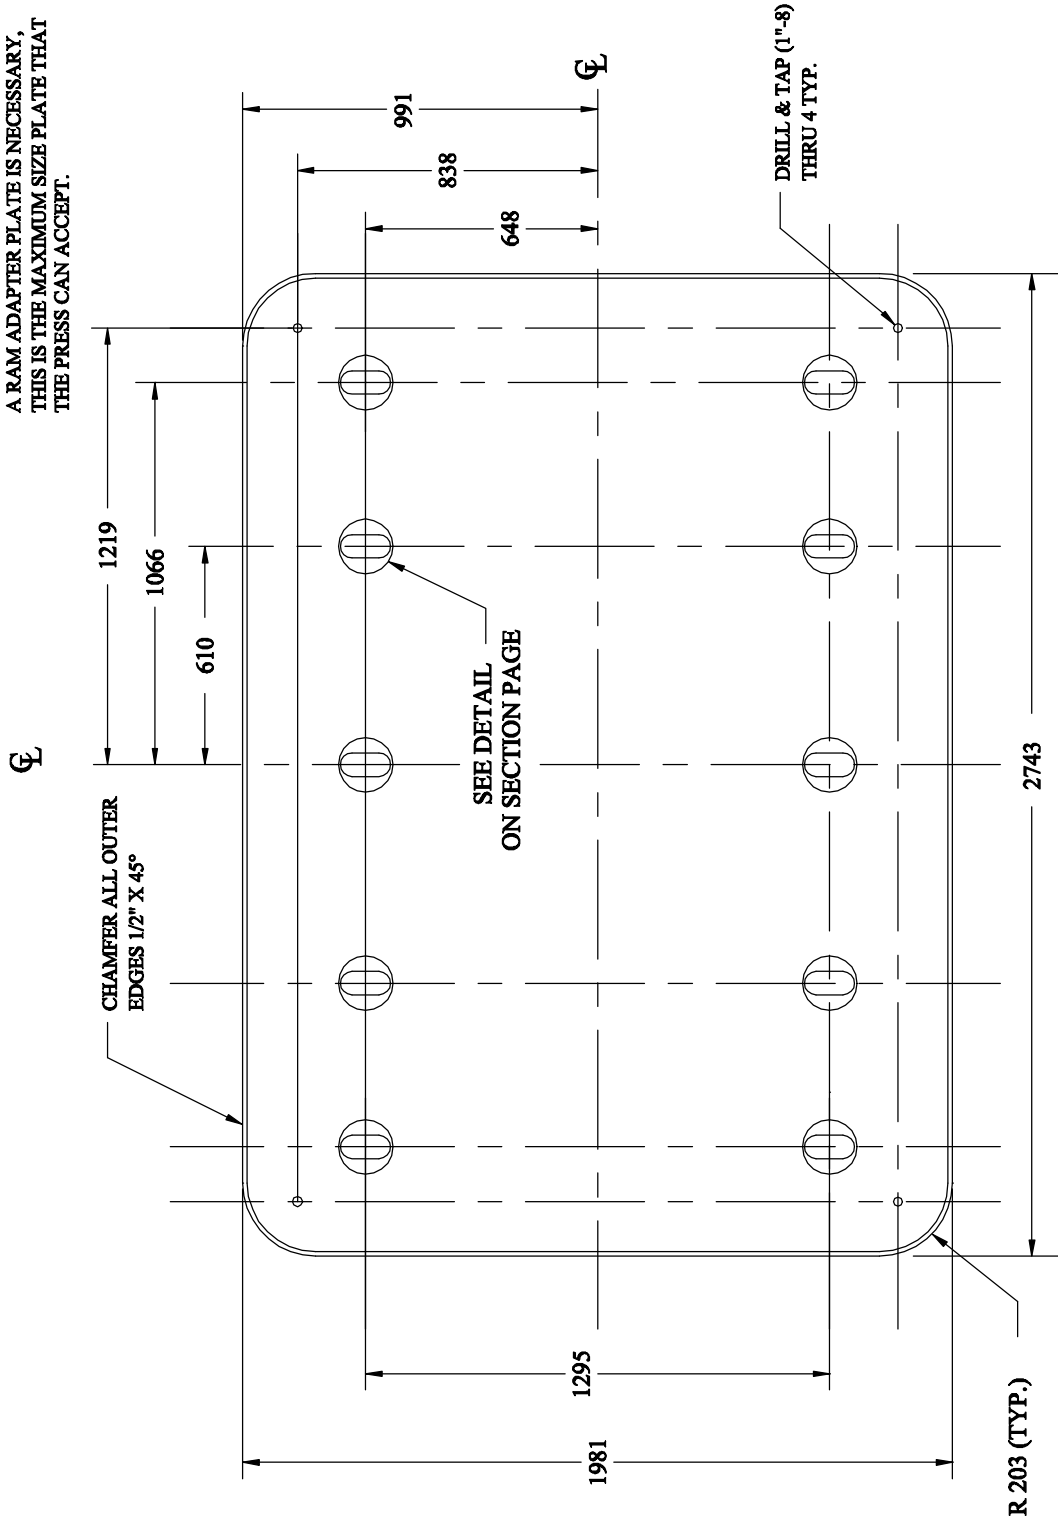 A RAM ADAPTER PLATE IS NECESSARY,
THIS IS THE MAXIMUM SIZE PLATE THAT
THE PRESS CAN ACCEPT.
℄
CHAMFER ALL OUTER
EDGES 1/2" X 45°
1219
1066
610
991
838
648
℄
SEE DETAIL
ON SECTION PAGE
DRILL & TAP (1"-8)
THRU 4 TYP.
1295
1981
2743
R 203 (TYP.)